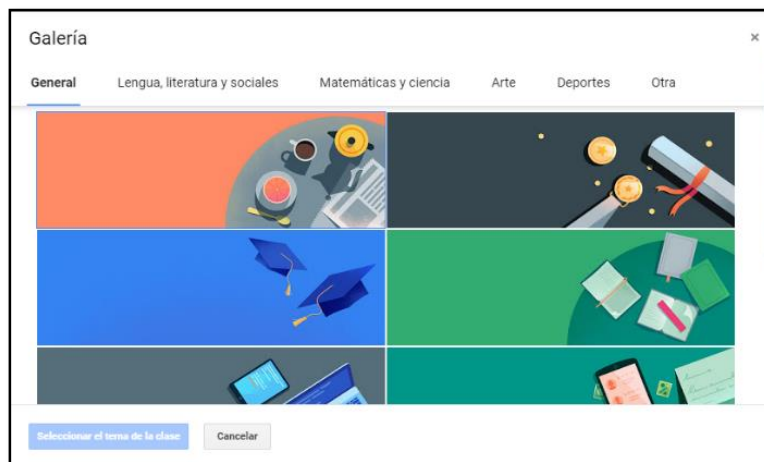 Galería ×
General Lengua, literatura y sociales Matemáticas y ciencia Arte Deportes Otra
Seleccionar el tema de la clase Cancelar